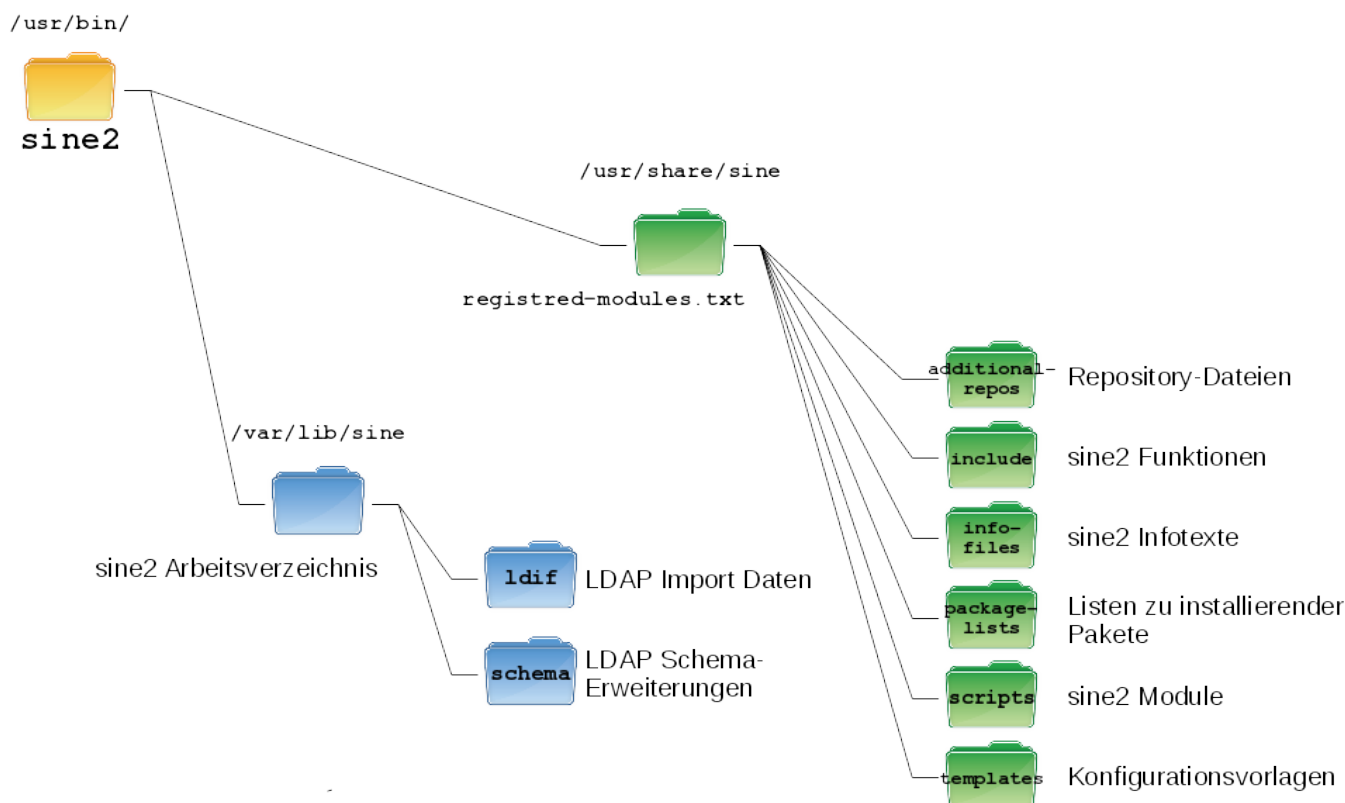 /usr/bin/
sine2
/usr/share/sine
registred-modules.txt
additional-
repos
Repository-Dateien
/var/lib/sine
include
sine2 Funktionen
info-
files
sine2 Infotexte
sine2 Arbeitsverzeichnis
ldif
LDAP Import Daten
package-
lists
Listen zu installierender
Pakete
schema
LDAP Schema-
Erweiterungen
scripts
sine2 Module
templates
Konfigurationsvorlagen